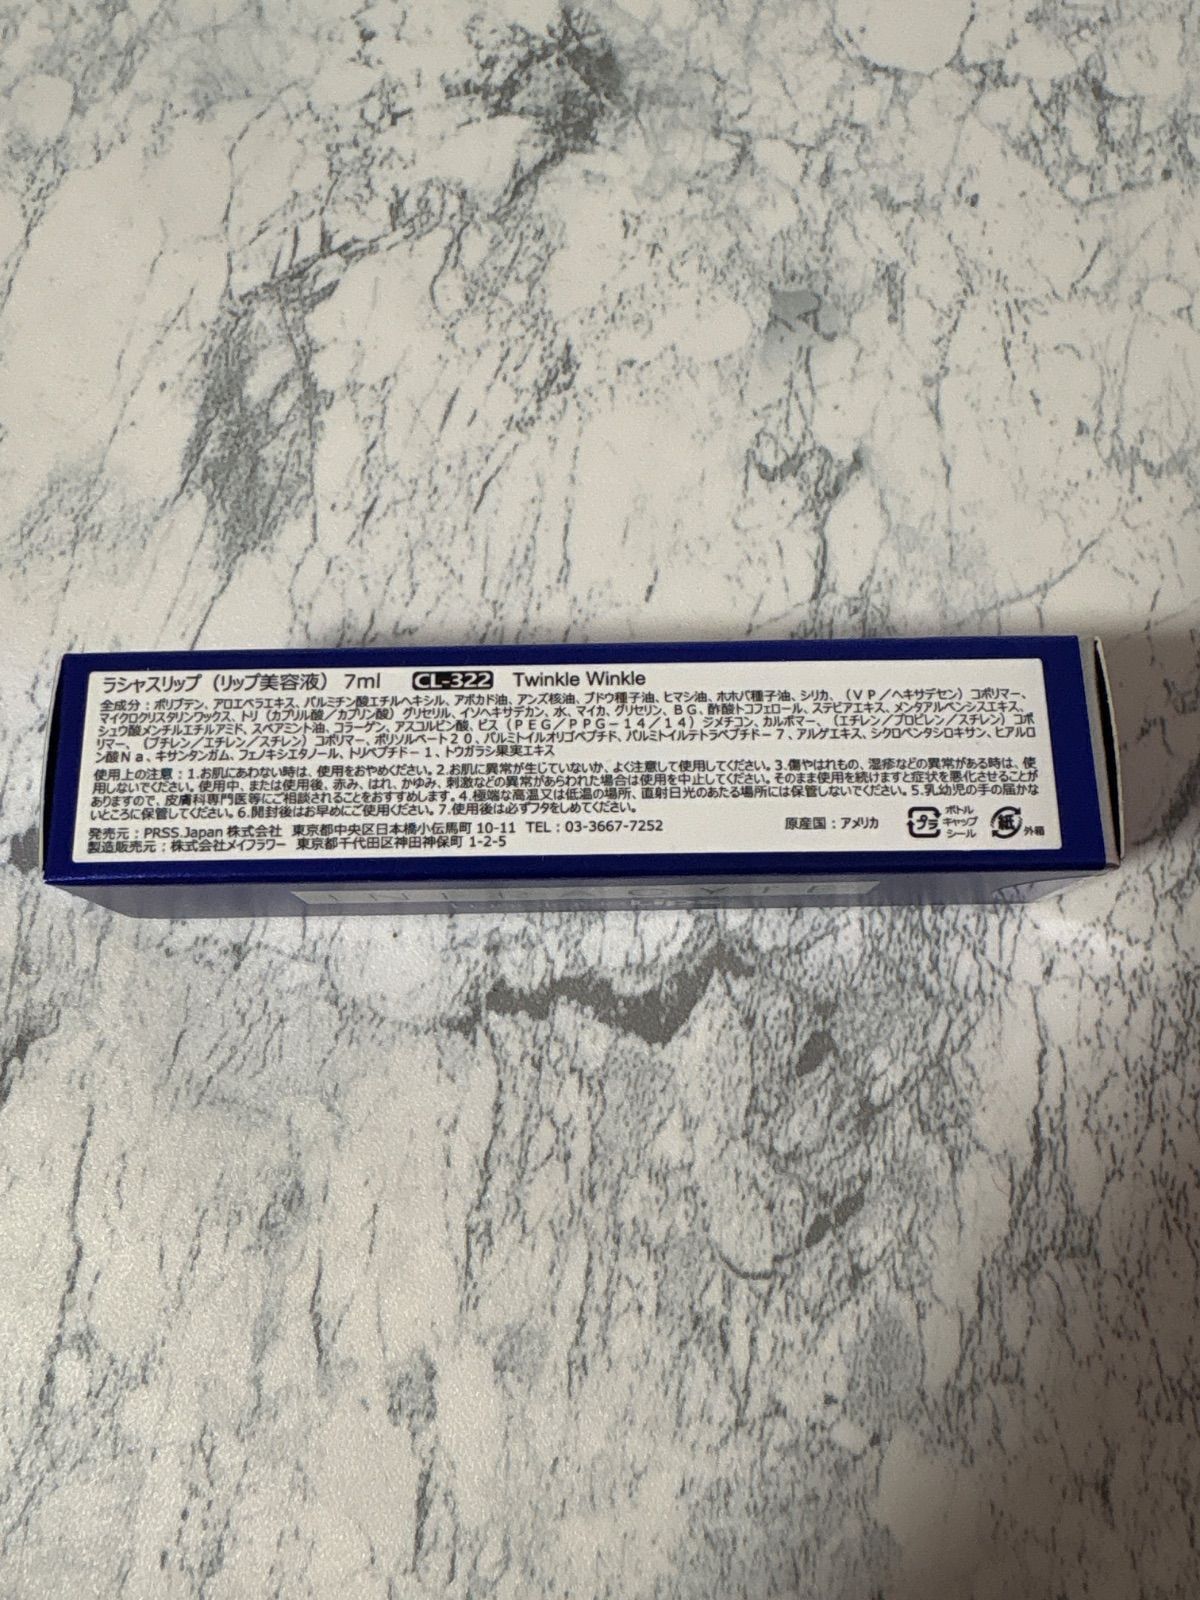 ラシャスリップ（リップ美容液） 7ml CL-322 Twinkle Winkle
全成分：ポリブテン、アロエベラエキス、パルミチン酸エチルヘキシル、アボカド油、アンズ核油、ブドウ種子油、ヒマシ油、ホホバ種子油、シリカ、（ＶＰ／ヘキサデセン）コポリマー、
マイクロクリスタリンワックス、トリ（カプリル酸／カプリン酸）グリセリル、イソヘキサデカン、水、マイカ、グリセリン、ＢＧ、酢酸トコフェロール、ステビアエキス、メンタアルベンシスエキス、
シュウ酸メンチルエチルアミド、スペアミント油、コラーゲン、アスコルビン酸、ビス（ＰＥＧ／ＰＰＧ－１４／１４）ジメチコン、カルボマー、（エチレン／プロピレン／スチレン）コポ
リマー、（ブチレン／エチレン／スチレン）コポリマー、ポリソルベート２０、パルミトイルオリゴペプチド、パルミトイルテトラペプチド－７、アルゲエキス、シクロペンタシロキサン、ヒアルロ
ン酸Ｎａ、キサンタンガム、フェノキシエタノール、トリペプチド－１、トウガラシ果実エキス
使用上の注意：1.お肌にあわない時は、使用をおやめください。2.お肌に異常が生じていないか、よく注意して使用してください。3.傷やはれもの、湿疹などの異常がある時は、使
用しないでください。使用中、または使用後、赤み、はれ、かゆみ、刺激などの異常があらわれた場合は使用を中止してください。そのまま使用を続けますと症状を悪化させることが
ありますので、皮膚科専門医等にご相談されることをおすすめします。4.極端な高温又は低温の場所、直射日光のあたる場所には保管しないでください。5.乳幼児の手の届かな
いところに保管してください。6.開封後はお早めにご使用ください。7.使用後は必ずフタをしめてください。
発売元：PRSS.Japan 株式会社 東京都中央区日本橋小伝馬町 10-11 TEL：03-3667-7252
製造販売元：株式会社メイフラワー 東京都千代田区神田神保町 1-2-5
原産国：アメリカ
プラ
ボトル
キャップ
シール
紙
外箱